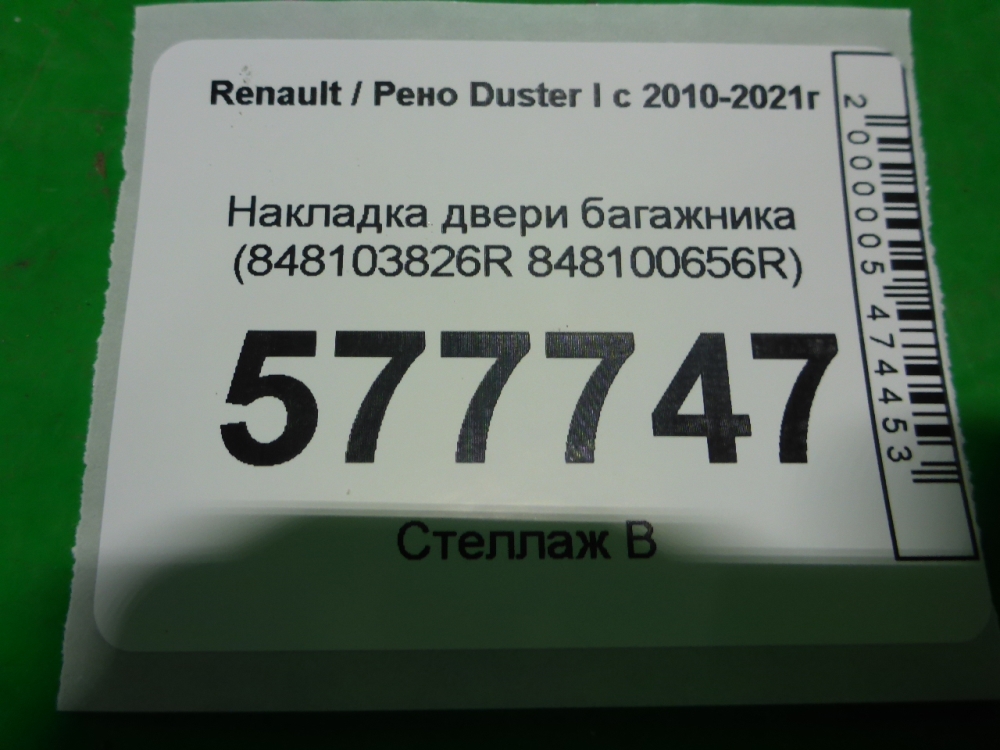 Renault / Рено Duster I с 2010-2021г
Накладка двери багажника
(848103826R 848100656R)
577747
Стеллаж В
2000005474453